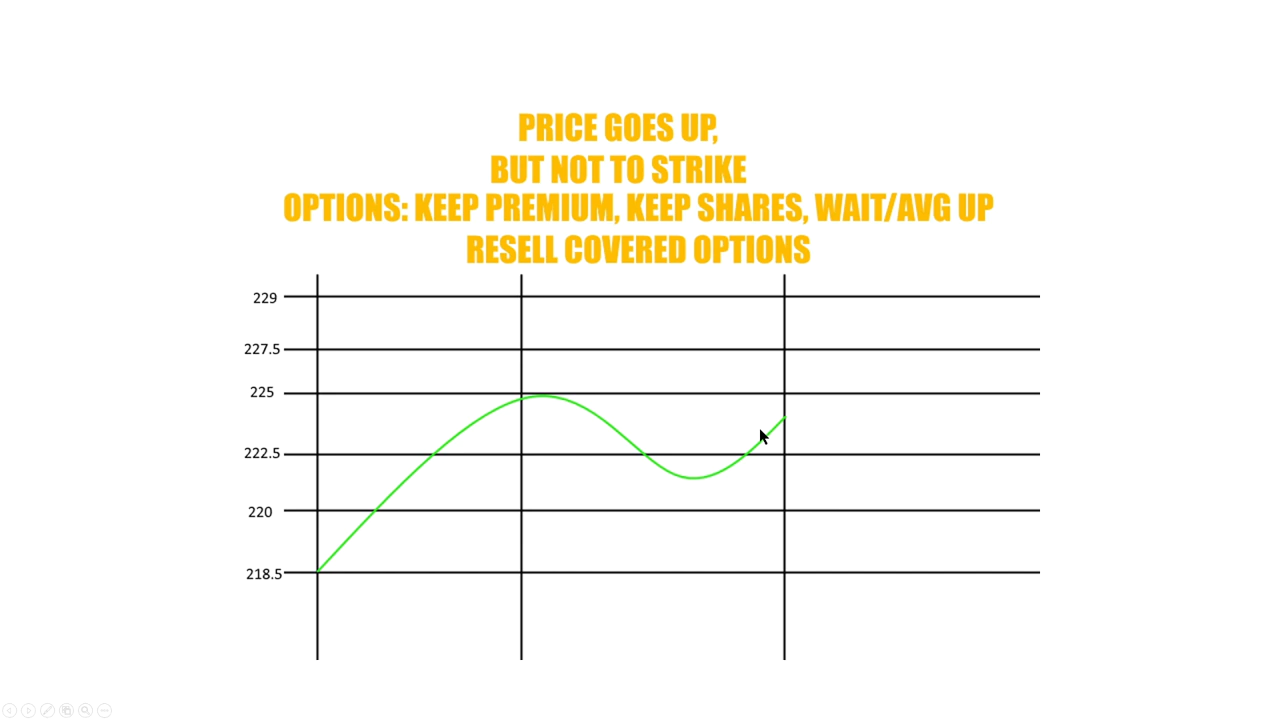 PRICE GOES UP,
BUT NOT TO STRIKE
OPTIONS: KEEP PREMIUM, KEEP SHARES, WAIT/AVG UP
RESELL COVERED OPTIONS
229
227.5
225
222.5
220
218.5